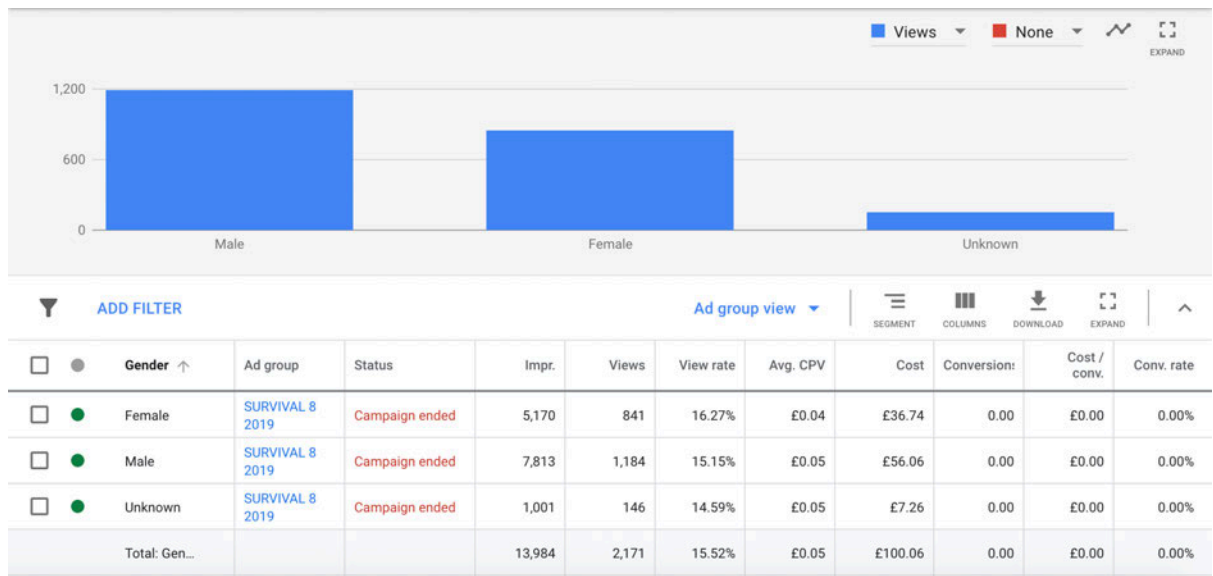 Views None
EXPAND
1,200
600
0
Male Female Unknown
ADD FILTER Ad group view SEGMENT COLUMNS DOWNLOAD EXPAND
Gender ↑ Ad group Status Impr. Views View rate Avg. CPV Cost Conversions Cost / conv. Conv. rate
Female SURVIVAL 8 2019 Campaign ended 5,170 841 16.27% £0.04 £36.74 0.00 £0.00 0.00%
Male SURVIVAL 8 2019 Campaign ended 7,813 1,184 15.15% £0.05 £56.06 0.00 £0.00 0.00%
Unknown SURVIVAL 8 2019 Campaign ended 1,001 146 14.59% £0.05 £7.26 0.00 £0.00 0.00%
Total: Gen... 13,984 2,171 15.52% £0.05 £100.06 0.00 £0.00 0.00%